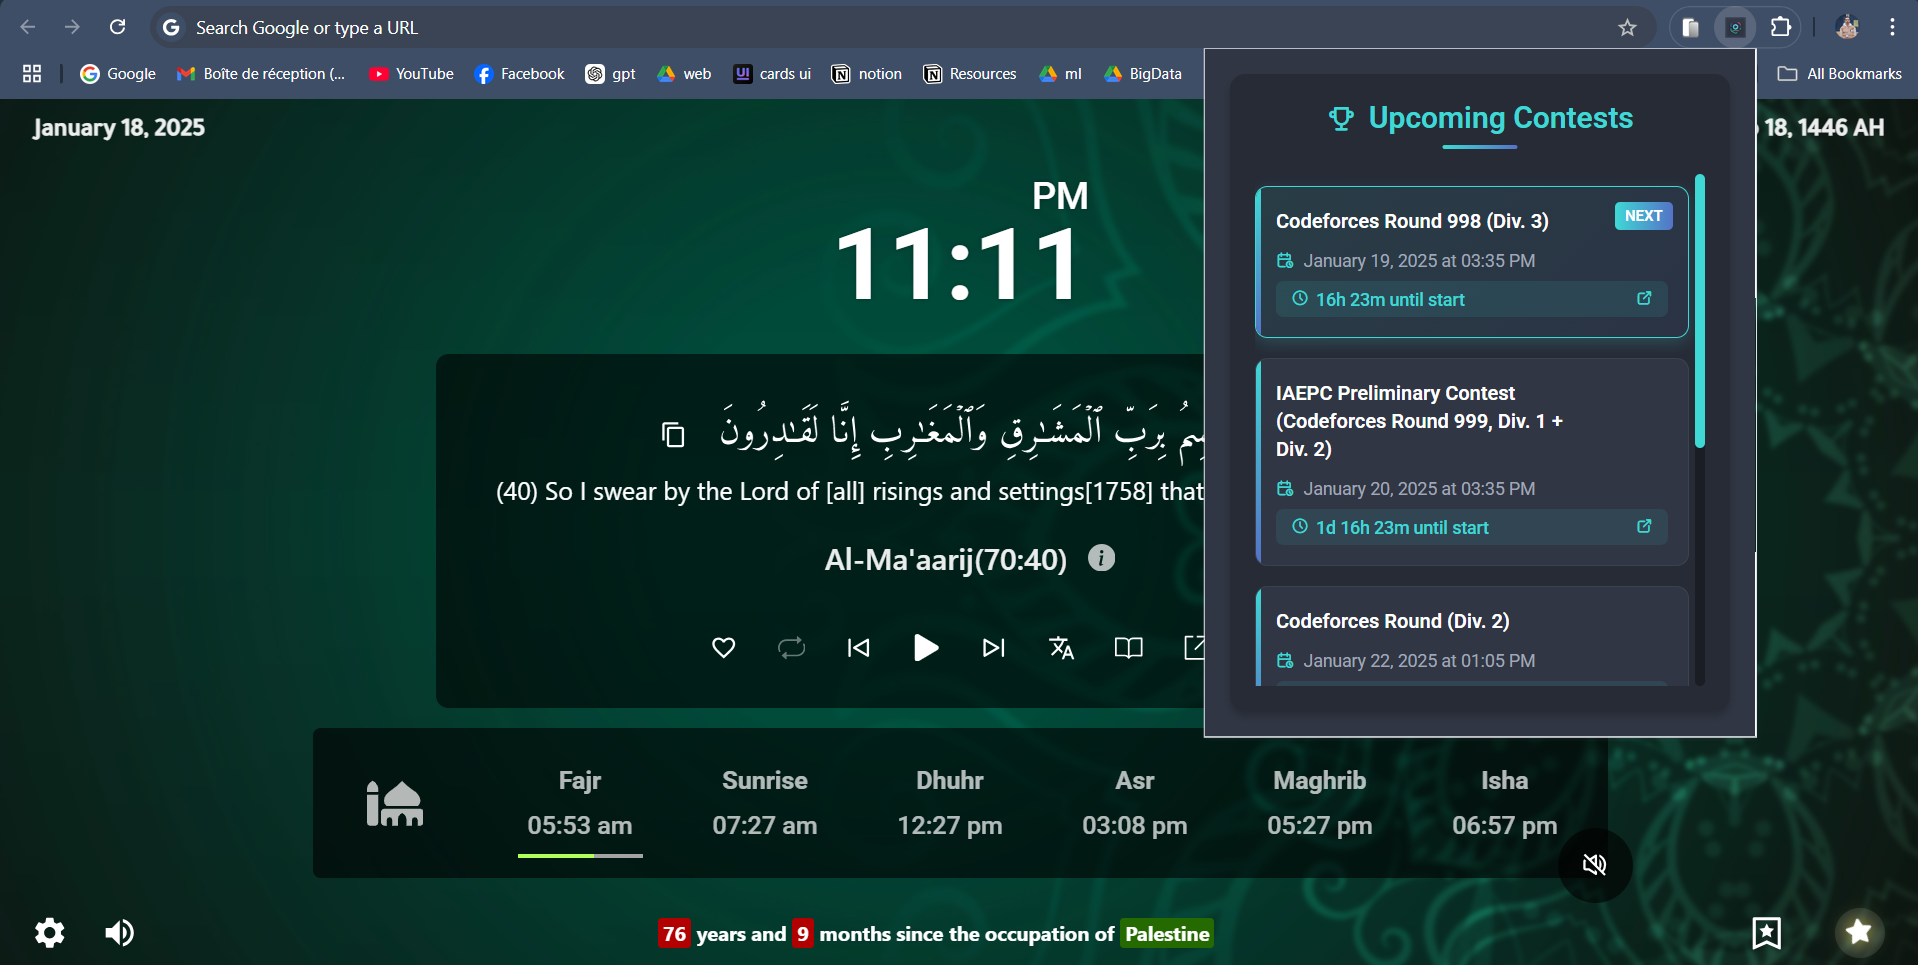 Search Google or type a URL
Google
Boîte de réception (...
YouTube
Facebook
gpt
web
cards ui
notion
Resources
ml
BigData
All Bookmarks
January 18, 2025
18, 1446 AH
PM
11:11
بِرَبِّ ٱلْمَشَـٰرِقِ وَٱلْمَغَـٰرِبِ إِنَّا لَقَـٰدِرُونَ
(40) So I swear by the Lord of [all] risings and settings[1758] that
Al-Ma'aarij(70:40)
Fajr
05:53 am
Sunrise
07:27 am
Dhuhr
12:27 pm
Asr
03:08 pm
Maghrib
05:27 pm
Isha
06:57 pm
76 years and 9 months since the occupation of Palestine
Upcoming Contests
Codeforces Round 998 (Div. 3)
NEXT
January 19, 2025 at 03:35 PM
16h 23m until start
IAEPC Preliminary Contest
(Codeforces Round 999, Div. 1 +
Div. 2)
January 20, 2025 at 03:35 PM
1d 16h 23m until start
Codeforces Round (Div. 2)
January 22, 2025 at 01:05 PM